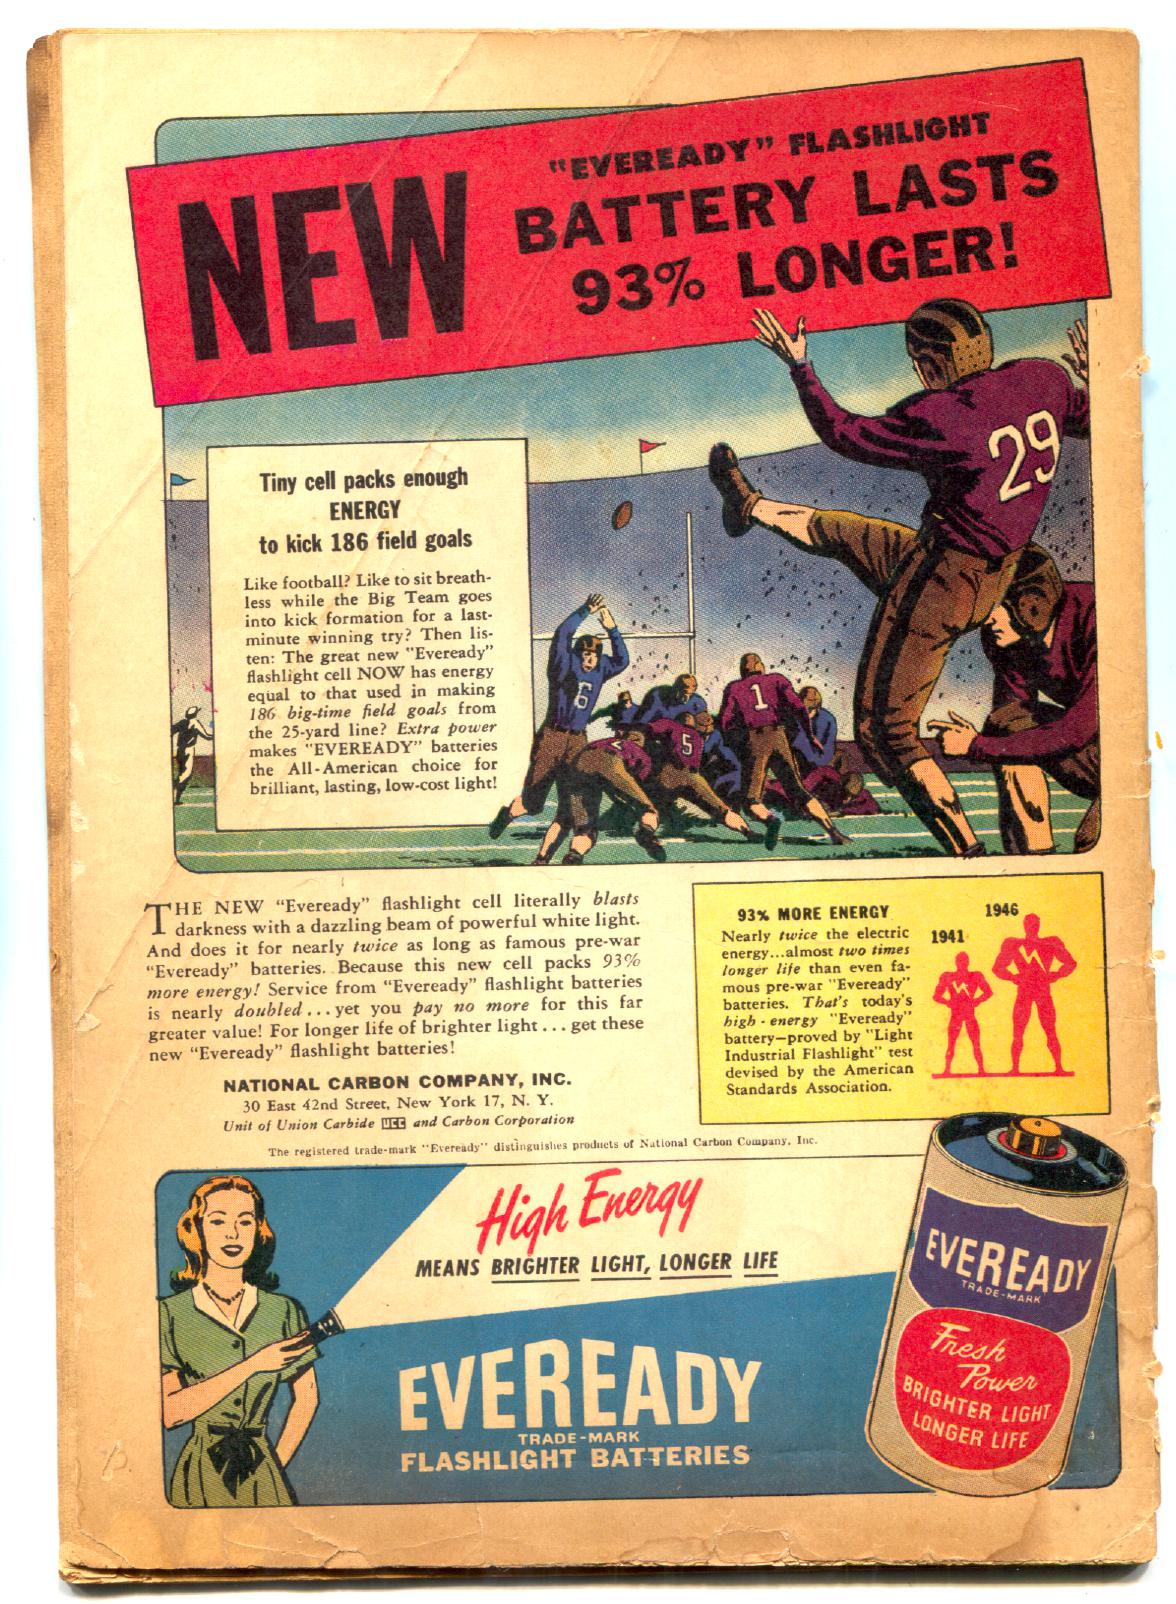 NEW
"EVEREADY" FLASHLIGHT
BATTERY LASTS
93% LONGER!
29
6
1
5
2
Tiny cell packs enough
ENERGY
to kick 186 field goals
Like football? Like to sit breath-
less while the Big Team goes
into kick formation for a last-
minute winning try? Then lis-
ten: The great new "Eveready"
flashlight cell NOW has energy
equal to that used in making
186 big-time field goals from
the 25-yard line? Extra power
makes "EVEREADY" batteries
the All-American choice for
brilliant, lasting, low-cost light!
THE NEW "Eveready" flashlight cell literally blasts
darkness with a dazzling beam of powerful white light.
And does it for nearly twice as long as famous pre-war
"Eveready" batteries. Because this new cell packs 93%
more energy! Service from "Eveready" flashlight batteries
is nearly doubled...yet you pay no more for this far
greater value! For longer life of brighter light...get these
new "Eveready" flashlight batteries!
NATIONAL CARBON COMPANY, INC.
30 East 42nd Street, New York 17, N. Y.
Unit of Union Carbide UCC and Carbon Corporation
The registered trade-mark "Eveready" distinguishes products of National Carbon Company, Inc.
93% MORE ENERGY
Nearly twice the electric
energy...almost two times
longer life than even fa-
mous pre-war "Eveready"
batteries. That's today's
high-energy "Eveready"
battery—proved by "Light
Industrial Flashlight" test
devised by the American
Standards Association.
1941
1946
High Energy
MEANS BRIGHTER LIGHT, LONGER LIFE
EVEREADY
TRADE-MARK
FLASHLIGHT BATTERIES
EVEREADY
TRADE-MARK
Fresh
Power
BRIGHTER LIGHT
LONGER LIFE